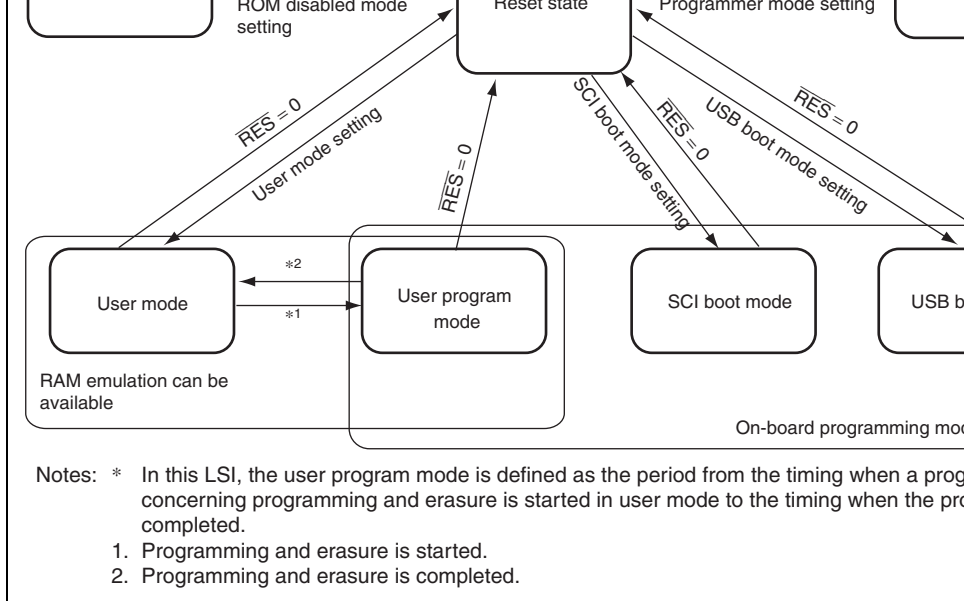 ROM disabled mode
setting
Reset state
Programmer mode setting
RES = 0
User mode setting
RES = 0
SCI boot mode setting
RES = 0
USB boot mode setting
RES = 0
User mode
*2
*1
User program
mode
SCI boot mode
USB b
RAM emulation can be
available
On-board programming mod
Notes: * In this LSI, the user program mode is defined as the period from the timing when a prog
concerning programming and erasure is started in user mode to the timing when the pro
completed.
1. Programming and erasure is started.
2. Programming and erasure is completed.